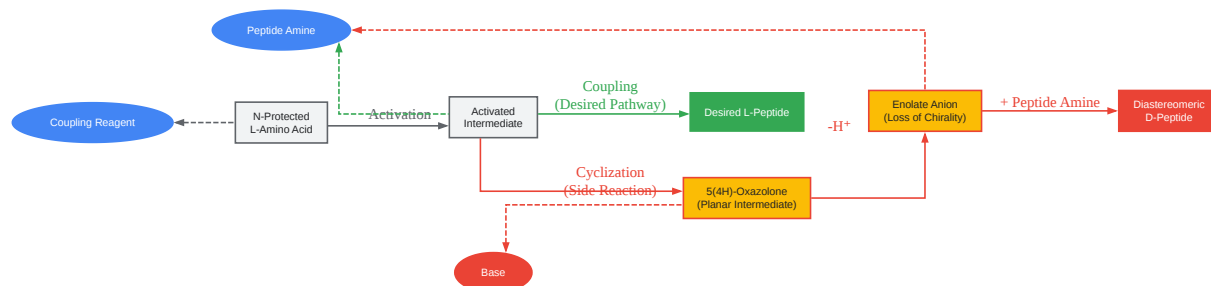 Peptide Amine
Coupling Reagent
N-Protected
L-Amino Acid
Activation
Activated
Intermediate
Coupling
(Desired Pathway)
Desired L-Peptide
-H⁺
Enolate Anion
(Loss of Chirality)
+ Peptide Amine
Diastereomeric
D-Peptide
Cyclization
(Side Reaction)
5(4H)-Oxazolone
(Planar Intermediate)
Base